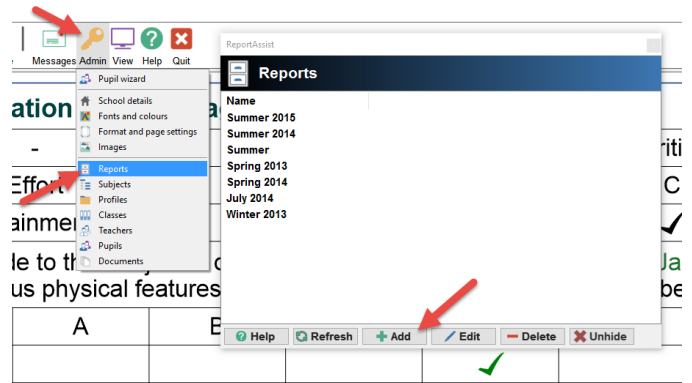 Messages Admin View Help Quit
ReportAssist
Reports
Pupil wizard
School details
Fonts and colours
Format and page settings
Images
Reports
Subjects
Profiles
Classes
Teachers
Pupils
Documents
Name
Summer 2015
Summer 2014
Summer
Spring 2013
Spring 2014
July 2014
Winter 2013
Help Refresh Add Edit Delete Unhide
ation
-
Effort
C
us physical features
A B